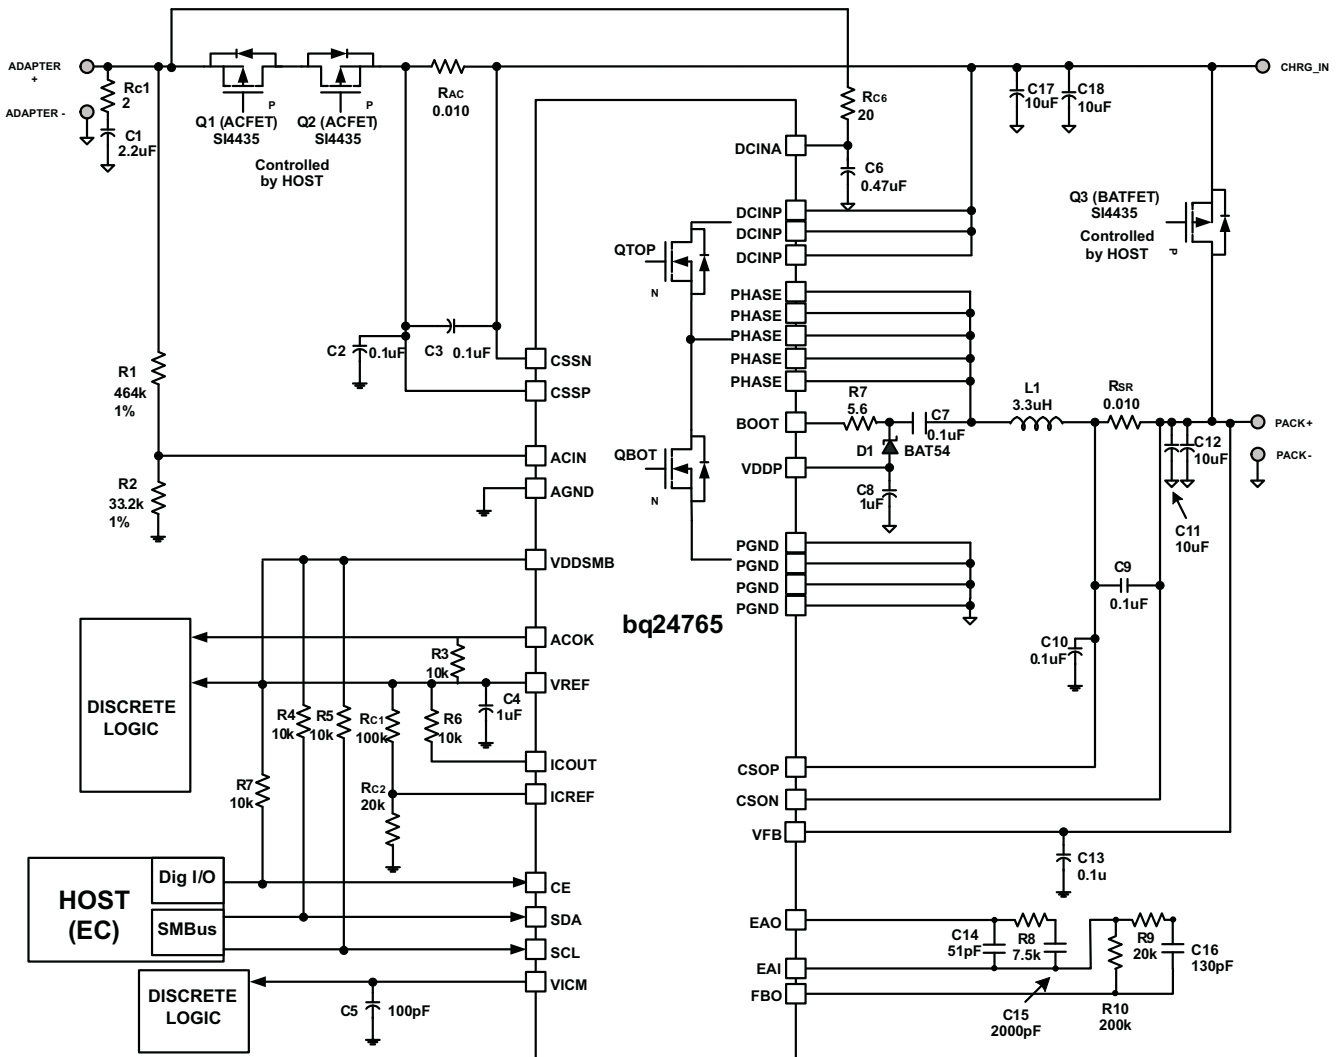 ADAPTER
+
ADAPTER -
RC1
2
C1
2.2uF
Q1 (ACFET)
SI4435
P
Q2 (ACFET)
SI4435
P
Controlled
by HOST
RAC
0.010
RC6
20
C6
0.47uF
C17
10uF
C18
10uF
CHRG_IN
Q3 (BATFET)
SI4435
Controlled
by HOST
P
DCINA
DCINP
DCINP
DCINP
PHASE
PHASE
PHASE
PHASE
PHASE
BOOT
VDDP
PGND
PGND
PGND
PGND
QTOP
N
QBOT
N
C2
0.1uF
C3
0.1uF
CSSN
CSSP
R1
464k
1%
R2
33.2k
1%
ACIN
AGND
VDDSMB
R7
5.6
C7
0.1uF
D1
BAT54
C8
1uF
L1
3.3uH
RSR
0.010
C12
10uF
C11
10uF
PACK+
PACK-
C9
0.1uF
C10
0.1uF
bq24765
DISCRETE
LOGIC
ACOK
R3
10k
VREF
C4
1uF
R4
10k
R5
10k
RC1
100k
R6
10k
ICOUT
R7
10k
RC2
20k
ICREF
CSOP
CSON
VFB
C13
0.1u
HOST
(EC)
Dig I/O
SMBus
CE
SDA
SCL
VICM
DISCRETE
LOGIC
C5
100pF
EAO
EAI
FBO
C14
51pF
R8
7.5k
C15
2000pF
R9
20k
C16
130pF
R10
200k